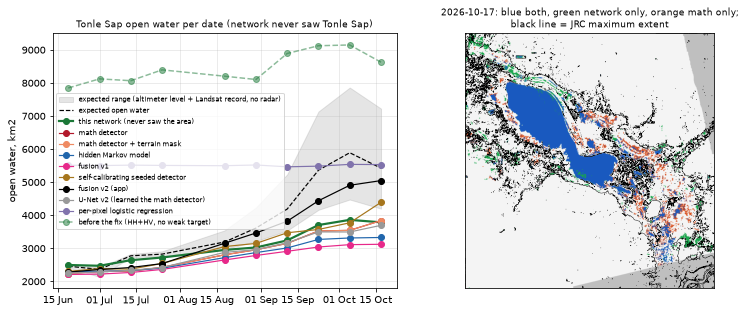 Tonle Sap open water per date (network never saw Tonle Sap)
open water, km2
9000
8000
7000
6000
5000
4000
3000
2000
expected range (altimeter level + Landsat record, no radar)
expected open water
this network (never saw the area)
math detector
math detector + terrain mask
hidden Markov model
fusion v1
self-calibrating seeded detector
fusion v2 (app)
U-Net v2 (learned the math detector)
per-pixel logistic regression
before the fix (HH+HV, no weak target)
15 Jun
01 Jul
15 Jul
01 Aug
15 Aug
01 Sep
15 Sep
01 Oct
15 Oct
2026-10-17: blue both, green network only, orange math only;
black line = JRC maximum extent